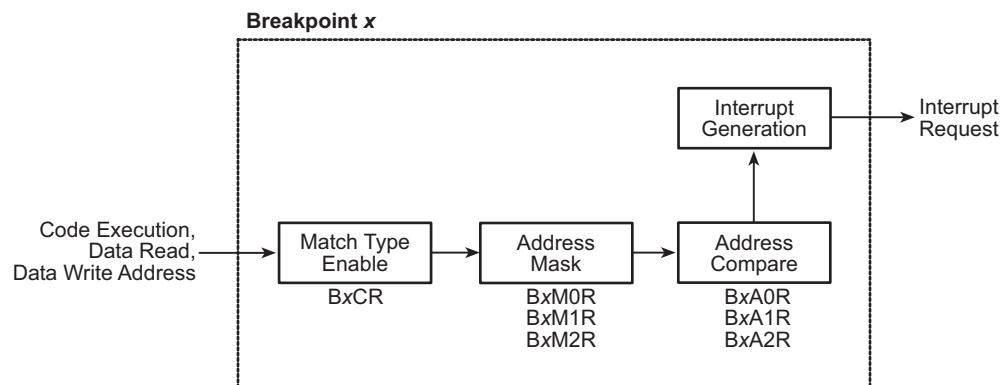 Breakpoint x
Interrupt
Generation
Interrupt
Request
Code Execution,
Data Read,
Data Write Address
Match Type
Enable
Address
Mask
Address
Compare
BxCR
BxM0R
BxM1R
BxM2R
BxA0R
BxA1R
BxA2R